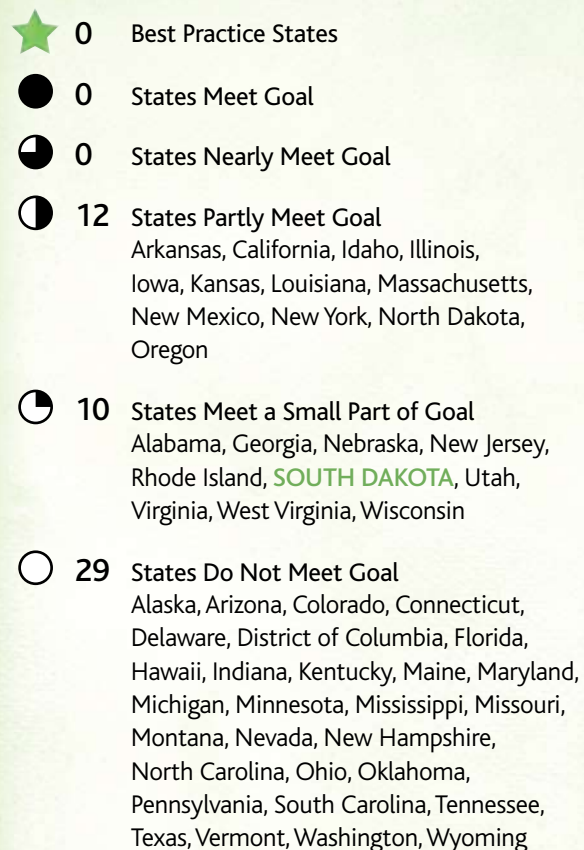 0 Best Practice States
0 States Meet Goal
0 States Nearly Meet Goal
12 States Partly Meet Goal
Arkansas, California, Idaho, Illinois,
Iowa, Kansas, Louisiana, Massachusetts,
New Mexico, New York, North Dakota,
Oregon
10 States Meet a Small Part of Goal
Alabama, Georgia, Nebraska, New Jersey,
Rhode Island, SOUTH DAKOTA, Utah,
Virginia, West Virginia, Wisconsin
29 States Do Not Meet Goal
Alaska, Arizona, Colorado, Connecticut,
Delaware, District of Columbia, Florida,
Hawaii, Indiana, Kentucky, Maine, Maryland,
Michigan, Minnesota, Mississippi, Missouri,
Montana, Nevada, New Hampshire,
North Carolina, Ohio, Oklahoma,
Pennsylvania, South Carolina, Tennessee,
Texas, Vermont, Washington, Wyoming